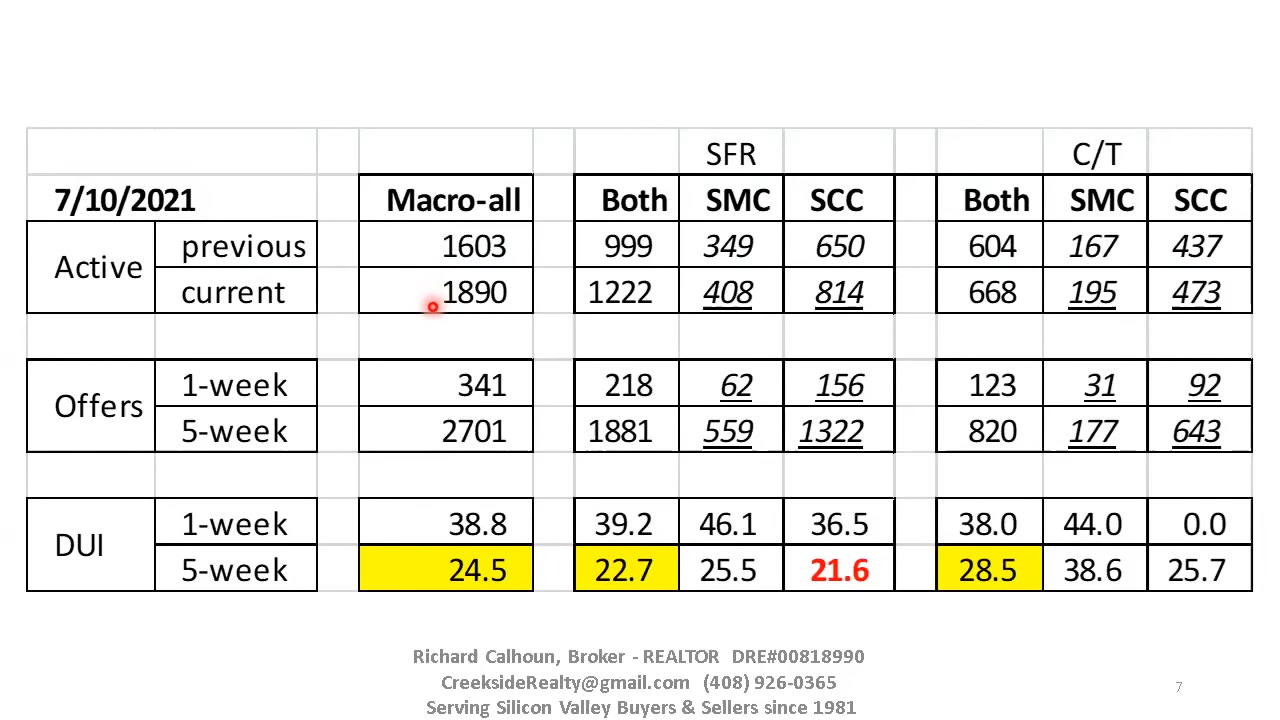 SFR C/T
7/10/2021 Macro-all Both SMC SCC Both SMC SCC
Active previous 1603 999 349 650 604 167 437
current 1890 1222 408 814 668 195 473
Offers 1-week 341 218 62 156 123 31 92
5-week 2701 1881 559 1322 820 177 643
DUI 1-week 38.8 39.2 46.1 36.5 38.0 44.0 0.0
5-week 24.5 22.7 25.5 21.6 28.5 38.6 25.7
Richard Calhoun, Broker - REALTOR DRE#00818990
CreeksideRealty@gmail.com (408) 926-0365
Serving Silicon Valley Buyers & Sellers since 1981
7